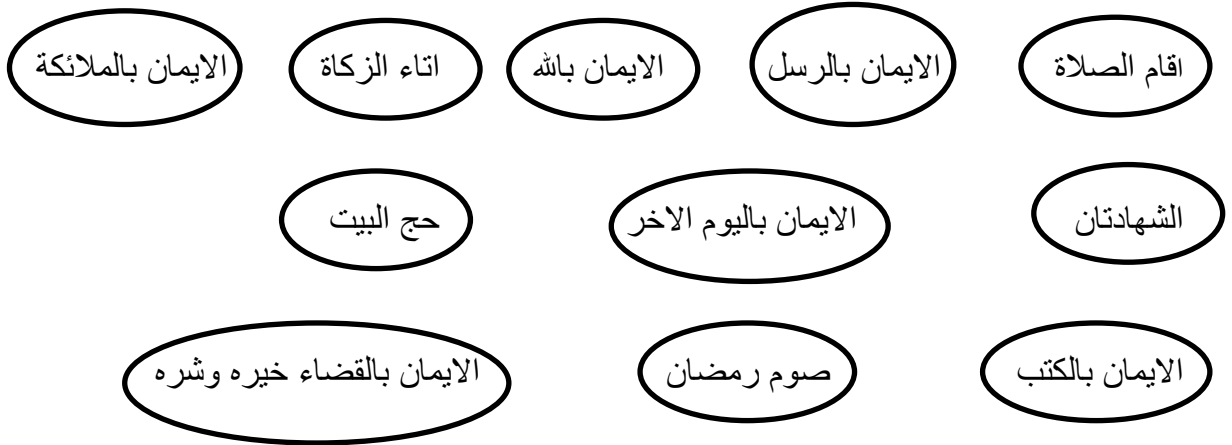 اقام الصلاة
الايمان بالرسل
الايمان بالله
اتاء الزكاة
الايمان بالملائكة
الشهادتان
الايمان باليوم الاخر
حج البيت
الايمان بالكتب
صوم رمضان
الايمان بالقضاء خيره وشره